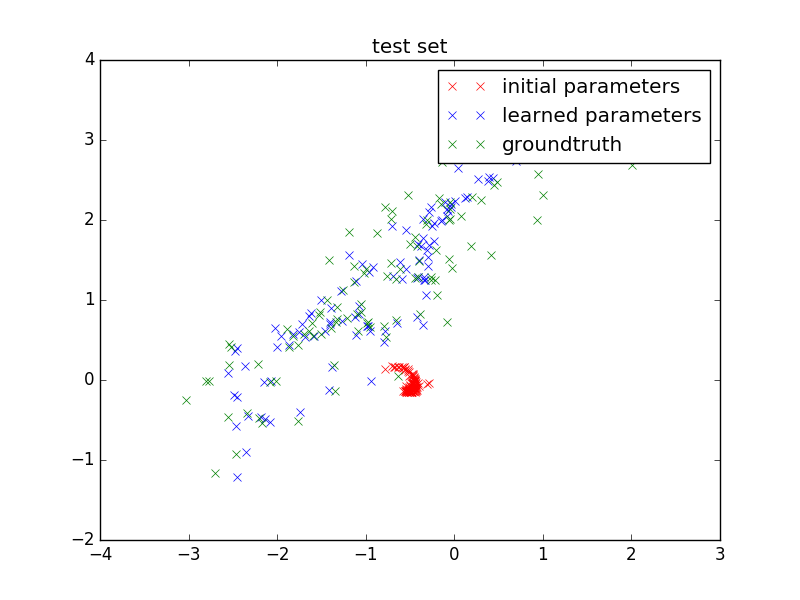 test set
initial parameters
learned parameters
groundtruth
4
3
2
1
0
−1
−2
−4 −3 −2 −1 0 1 2 3